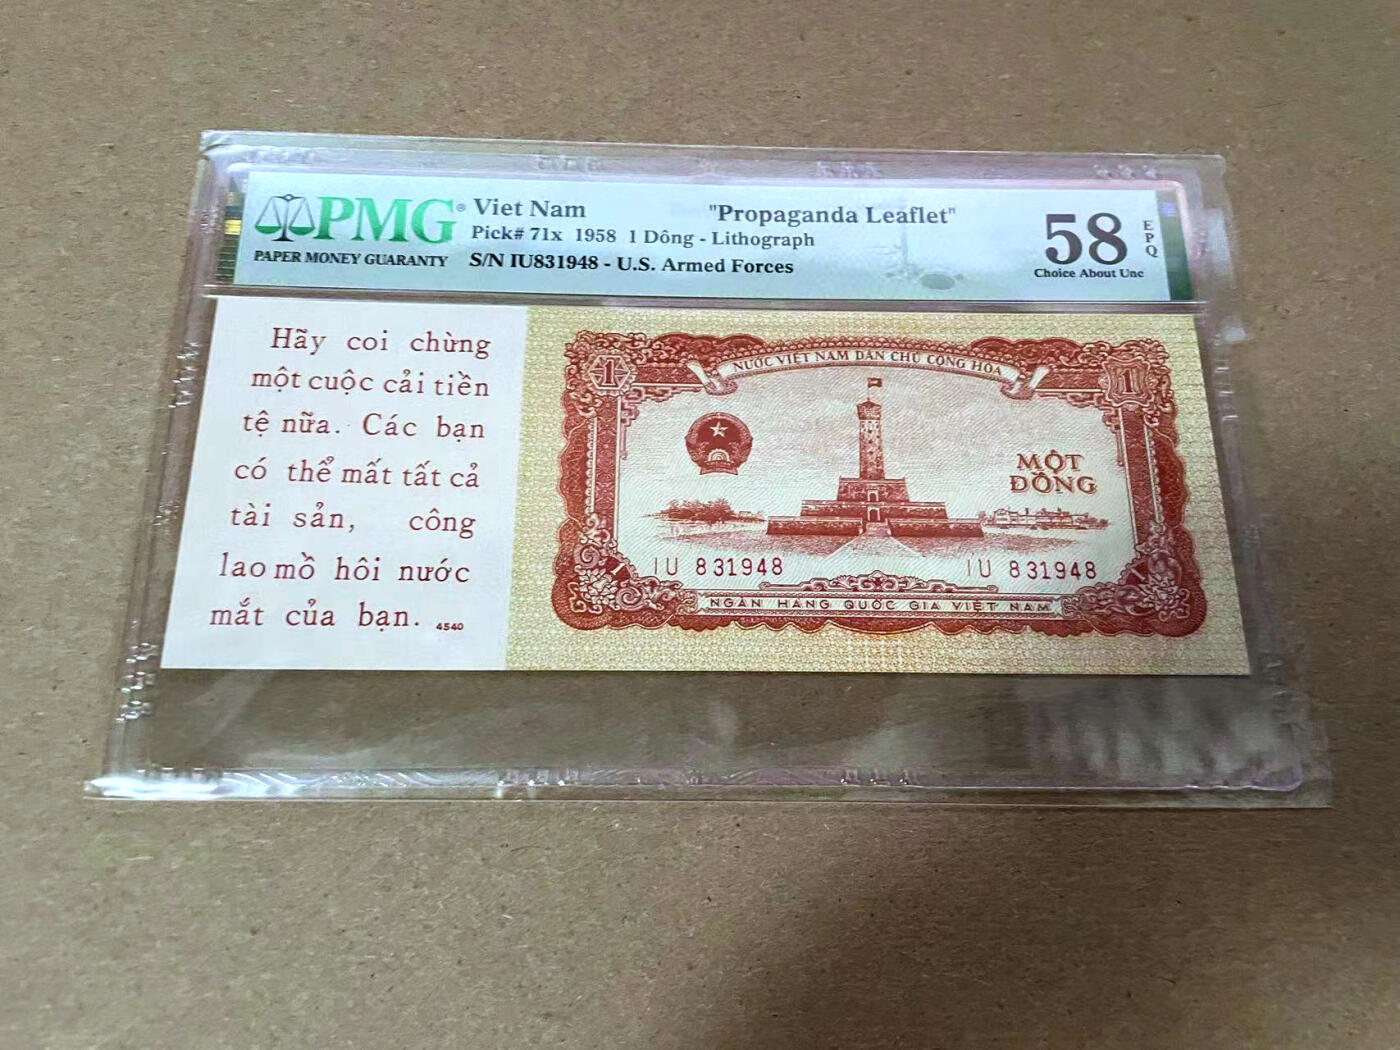 PMG® Viet Nam "Propaganda Leaflet"
Pick# 71x 1958 1 Dông - Lithograph
PAPER MONEY GUARANTY S/N IU831948 - U.S. Armed Forces
58 EPQ
Choice About Unc
Hãy coi chừng
một cuộc cải tiền
tệ nữa. Các bạn
có thể mất tất cả
tài sản, công
lao mồ hôi nước
mắt của bạn. 4540
NƯỚC VIỆT NAM DÂN CHỦ CỘNG HÒA
1 1
MỘT
ĐỒNG
IU 831948 IU 831948
1 1
NGÂN HÀNG QUỐC GIA VIỆT NAM